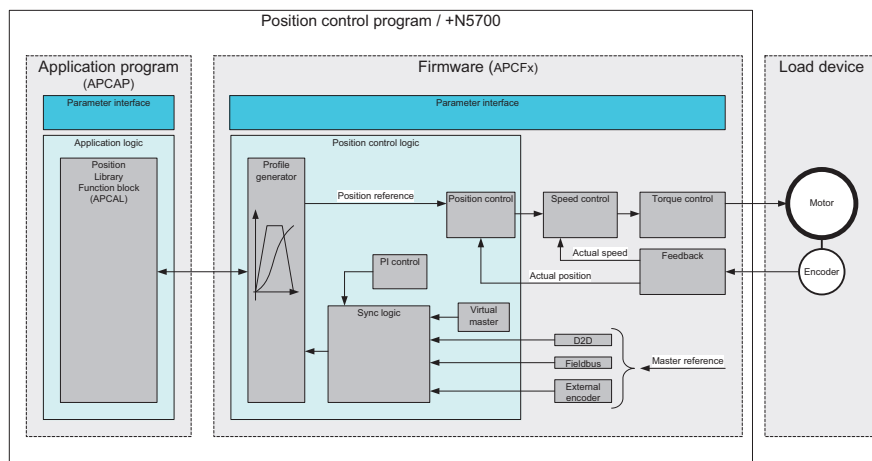 Position control program / +N5700
Application program
(APCAP)
Firmware (APCFx)
Load device
Parameter interface
Parameter interface
Application logic
Position control logic
Position
Library
Function block
(APCAL)
Profile
generator
Position reference
Position control
Speed control
Torque control
Motor
Actual speed
Feedback
PI control
Actual position
Encoder
Sync logic
Virtual
master
D2D
Fieldbus
Master reference
External
encoder